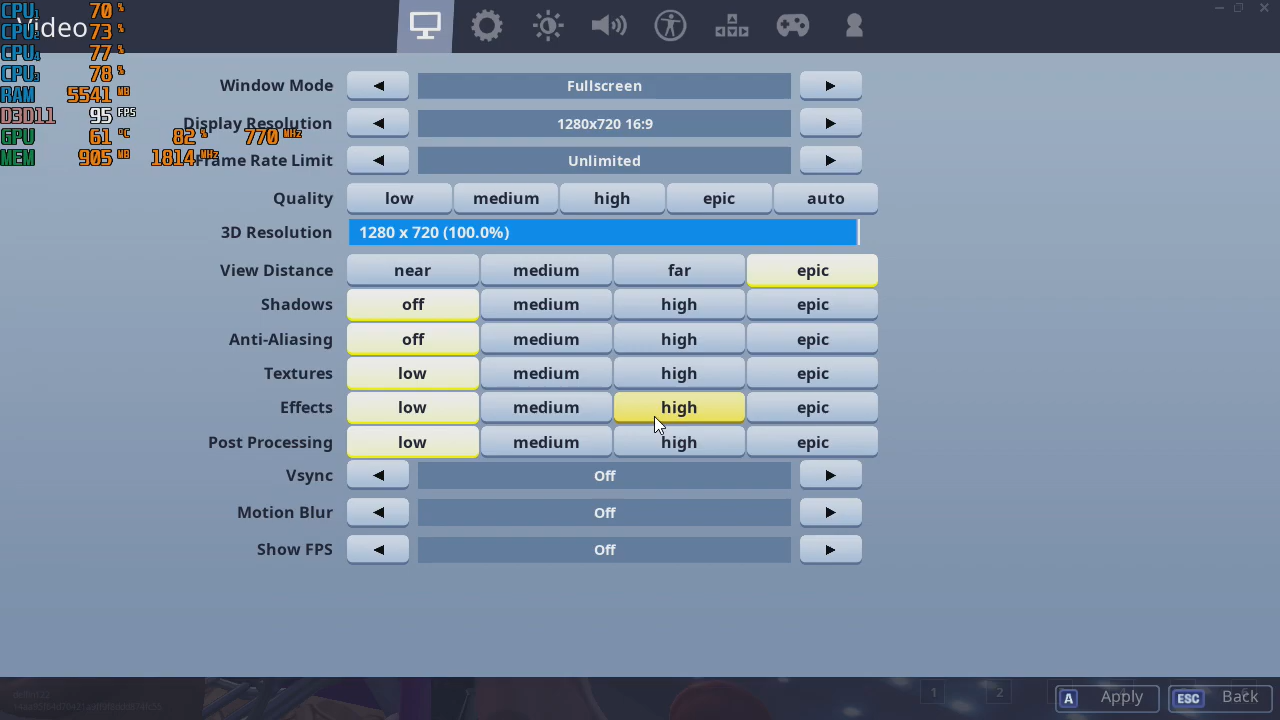 Video
CPU1 70 %
CPU2 73 %
CPU4 77 %
CPU3 78 %
RAM 5541 MB
D3D11 95 FPS
GPU 61 °C 82 % 770 MHz
MEM 905 MB 1814 MHz
Window Mode ◄ Fullscreen ►
Display Resolution ◄ 1280x720 16:9 ►
Frame Rate Limit ◄ Unlimited ►
Quality low medium high epic auto
3D Resolution 1280 x 720 (100.0%)
View Distance near medium far epic
Shadows off medium high epic
Anti-Aliasing off medium high epic
Textures low medium high epic
Effects low medium high epic
Post Processing low medium high epic
Vsync ◄ Off ►
Motion Blur ◄ Off ►
Show FPS ◄ Off ►
1 2
A Apply ESC Back